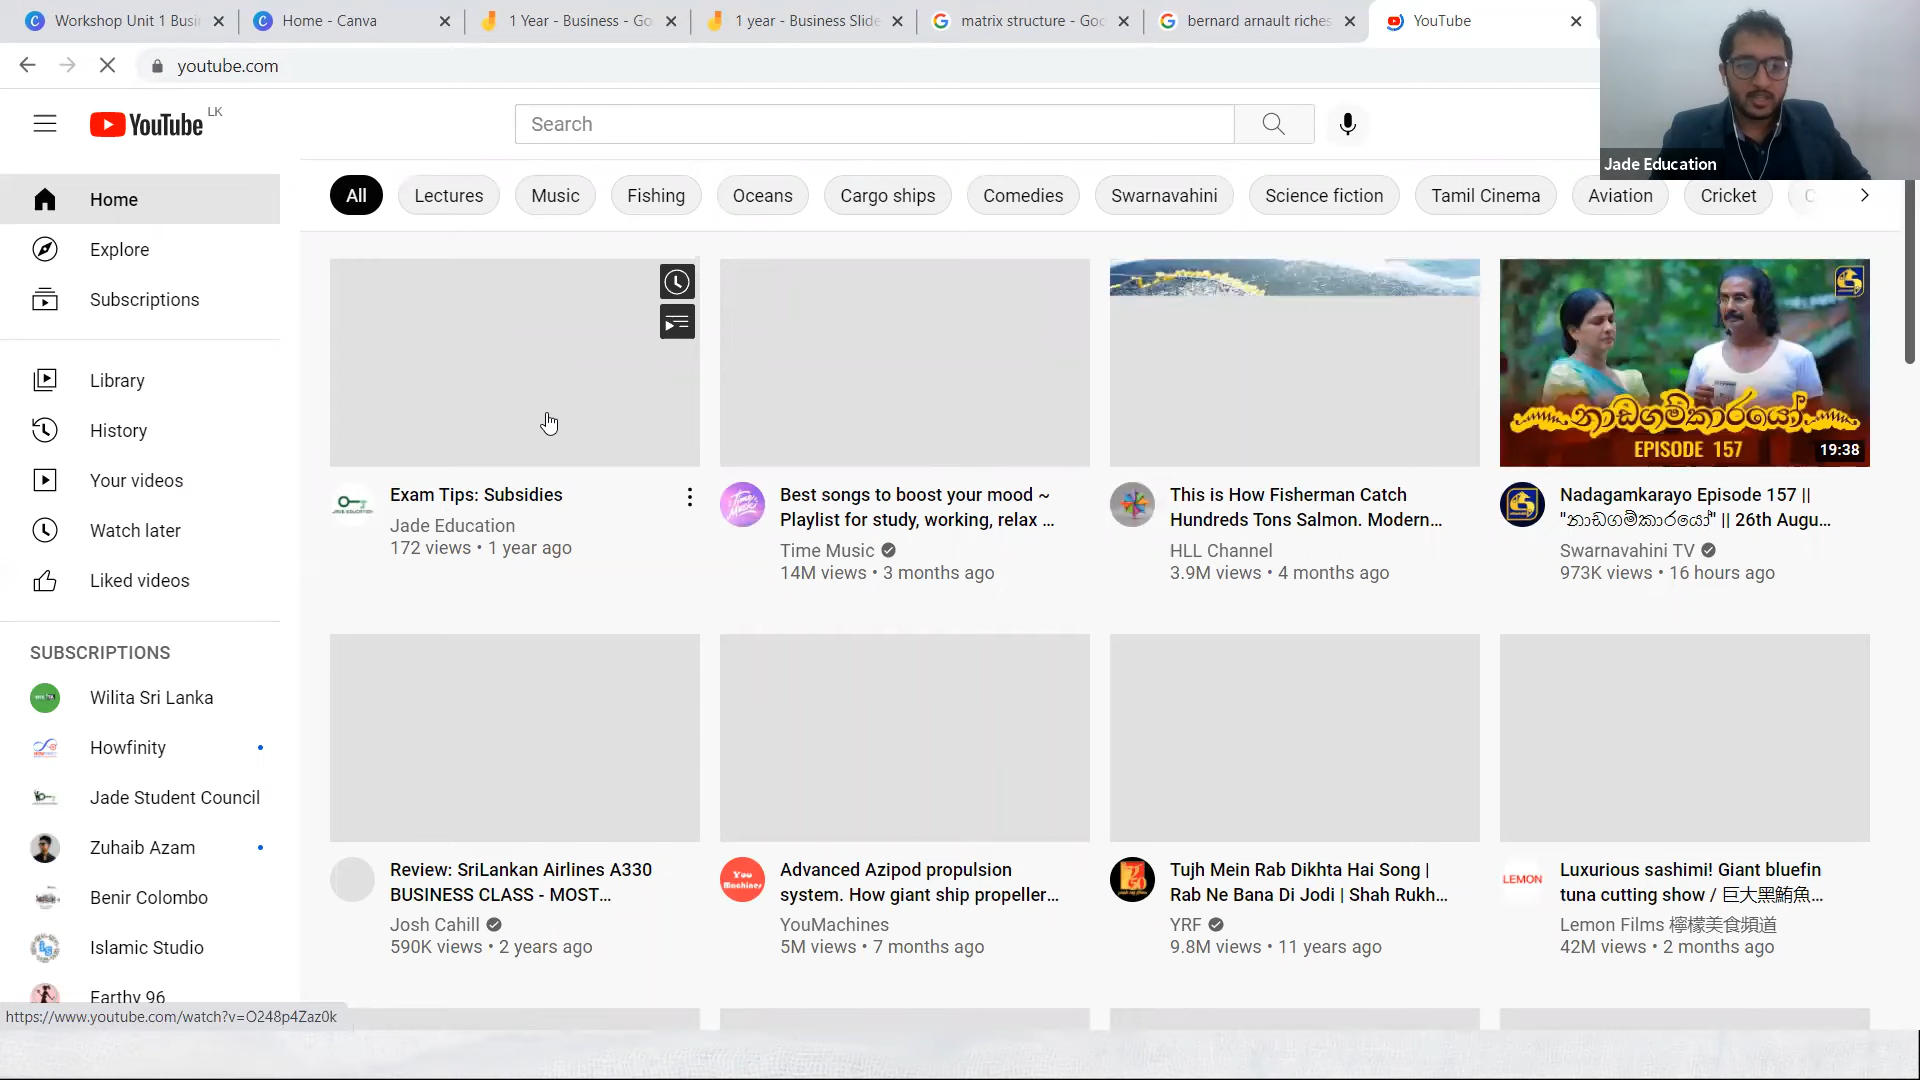 Workshop Unit 1 Busi
Home - Canva
1 Year - Business - Go
1 year - Business Slide
matrix structure - Goo
bernard arnault riches
YouTube
youtube.com
Jade Education
YouTube LK
Search
Home
Explore
Subscriptions
Library
History
Your videos
Watch later
Liked videos
SUBSCRIPTIONS
Wilita Sri Lanka
Howfinity
Jade Student Council
Zuhaib Azam
Benir Colombo
Islamic Studio
Earthy 96
https://www.youtube.com/watch?v=O248p4Zaz0k
All
Lectures
Music
Fishing
Oceans
Cargo ships
Comedies
Swarnavahini
Science fiction
Tamil Cinema
Aviation
Cricket
නාඩගම්කාරයෝ
EPISODE 157
19:38
Exam Tips: Subsidies
Jade Education
172 views • 1 year ago
Best songs to boost your mood ~
Playlist for study, working, relax ...
Time Music
14M views • 3 months ago
This is How Fisherman Catch
Hundreds Tons Salmon. Modern...
HLL Channel
3.9M views • 4 months ago
Nadagamkarayo Episode 157 ||
"නාඩගම්කාරයෝ" || 26th Augu...
Swarnavahini TV
973K views • 16 hours ago
Review: SriLankan Airlines A330
BUSINESS CLASS - MOST...
Josh Cahill
590K views • 2 years ago
You
Machines
Advanced Azipod propulsion
system. How giant ship propeller...
YouMachines
5M views • 7 months ago
Tujh Mein Rab Dikhta Hai Song |
Rab Ne Bana Di Jodi | Shah Rukh...
YRF
9.8M views • 11 years ago
LEMON
Luxurious sashimi! Giant bluefin
tuna cutting show / 巨大黑鮪魚...
Lemon Films 檸檬美食頻道
42M views • 2 months ago